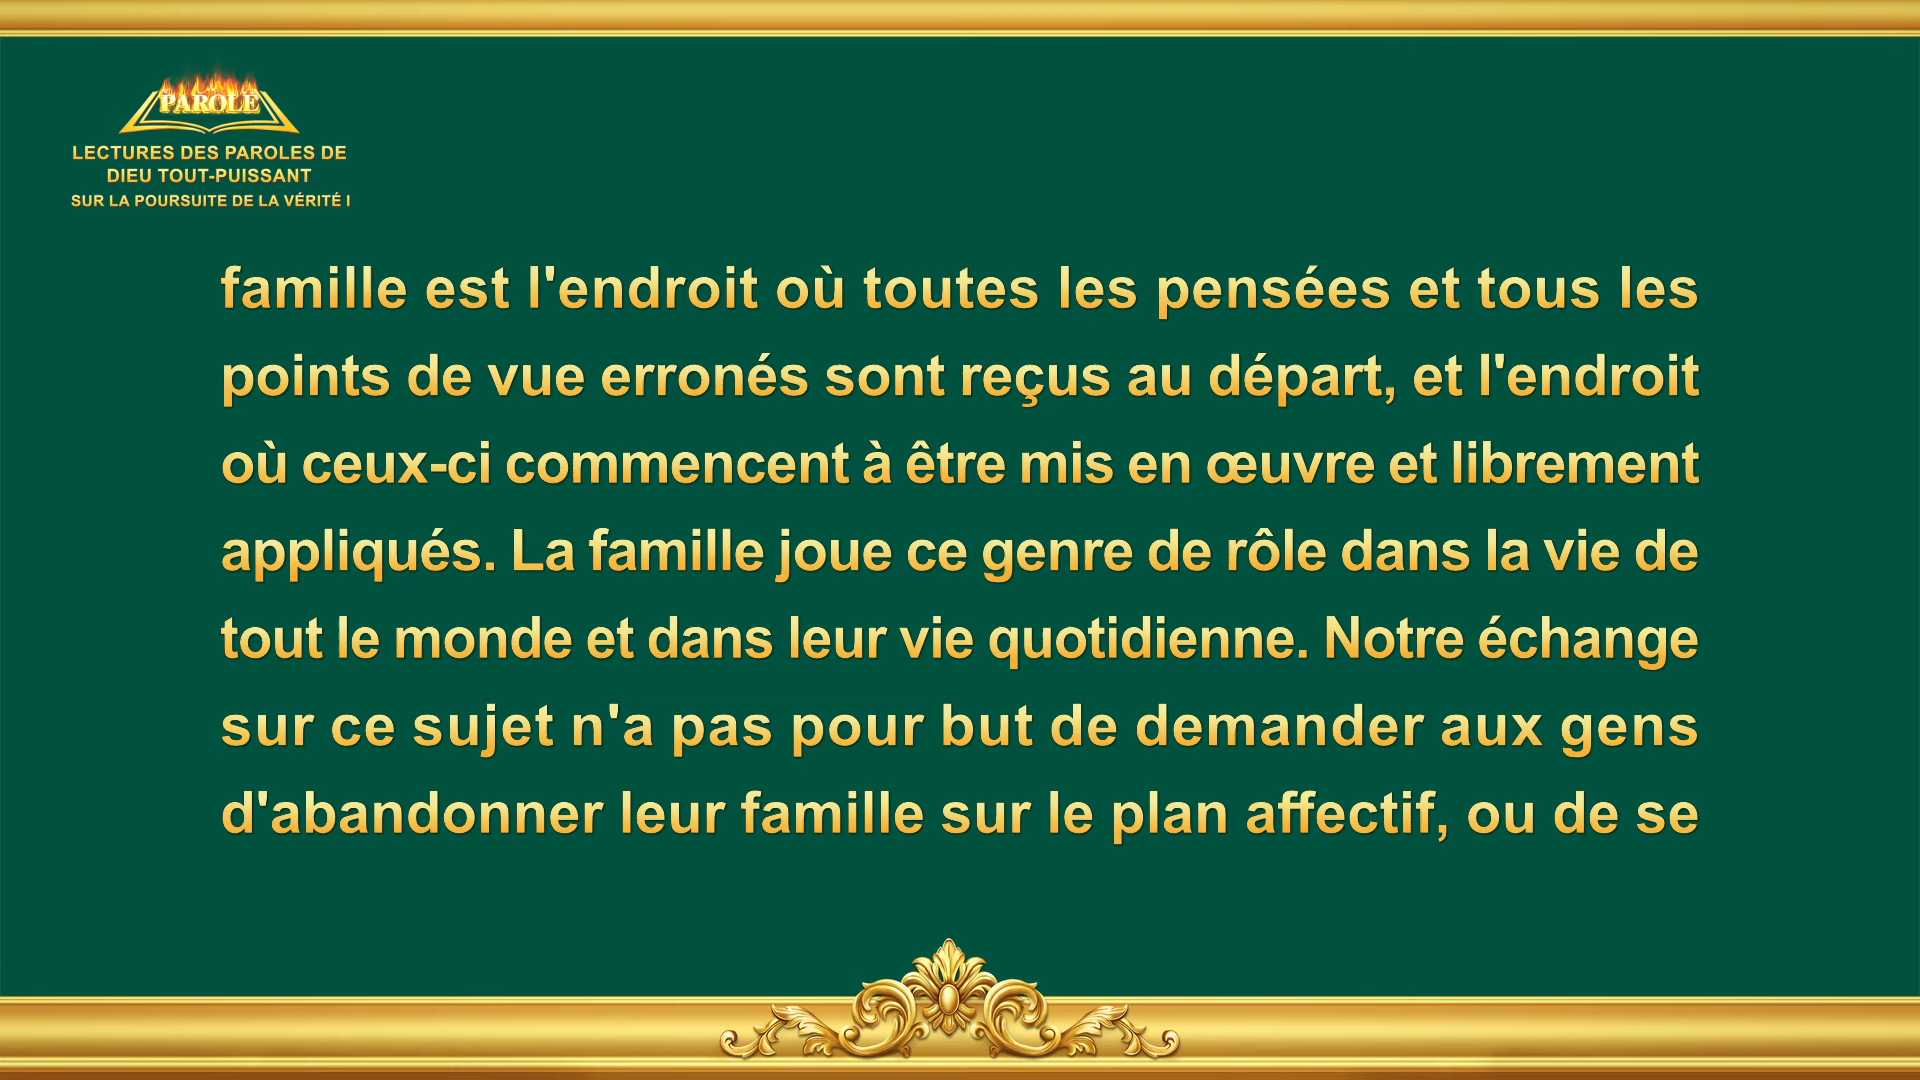 PAROLE
LECTURES DES PAROLES DE
DIEU TOUT-PUISSANT
SUR LA POURSUITE DE LA VÉRITÉ I
famille est l'endroit où toutes les pensées et tous les
points de vue erronés sont reçus au départ, et l'endroit
où ceux-ci commencent à être mis en œuvre et librement
appliqués. La famille joue ce genre de rôle dans la vie de
tout le monde et dans leur vie quotidienne. Notre échange
sur ce sujet n'a pas pour but de demander aux gens
d'abandonner leur famille sur le plan affectif, ou de se